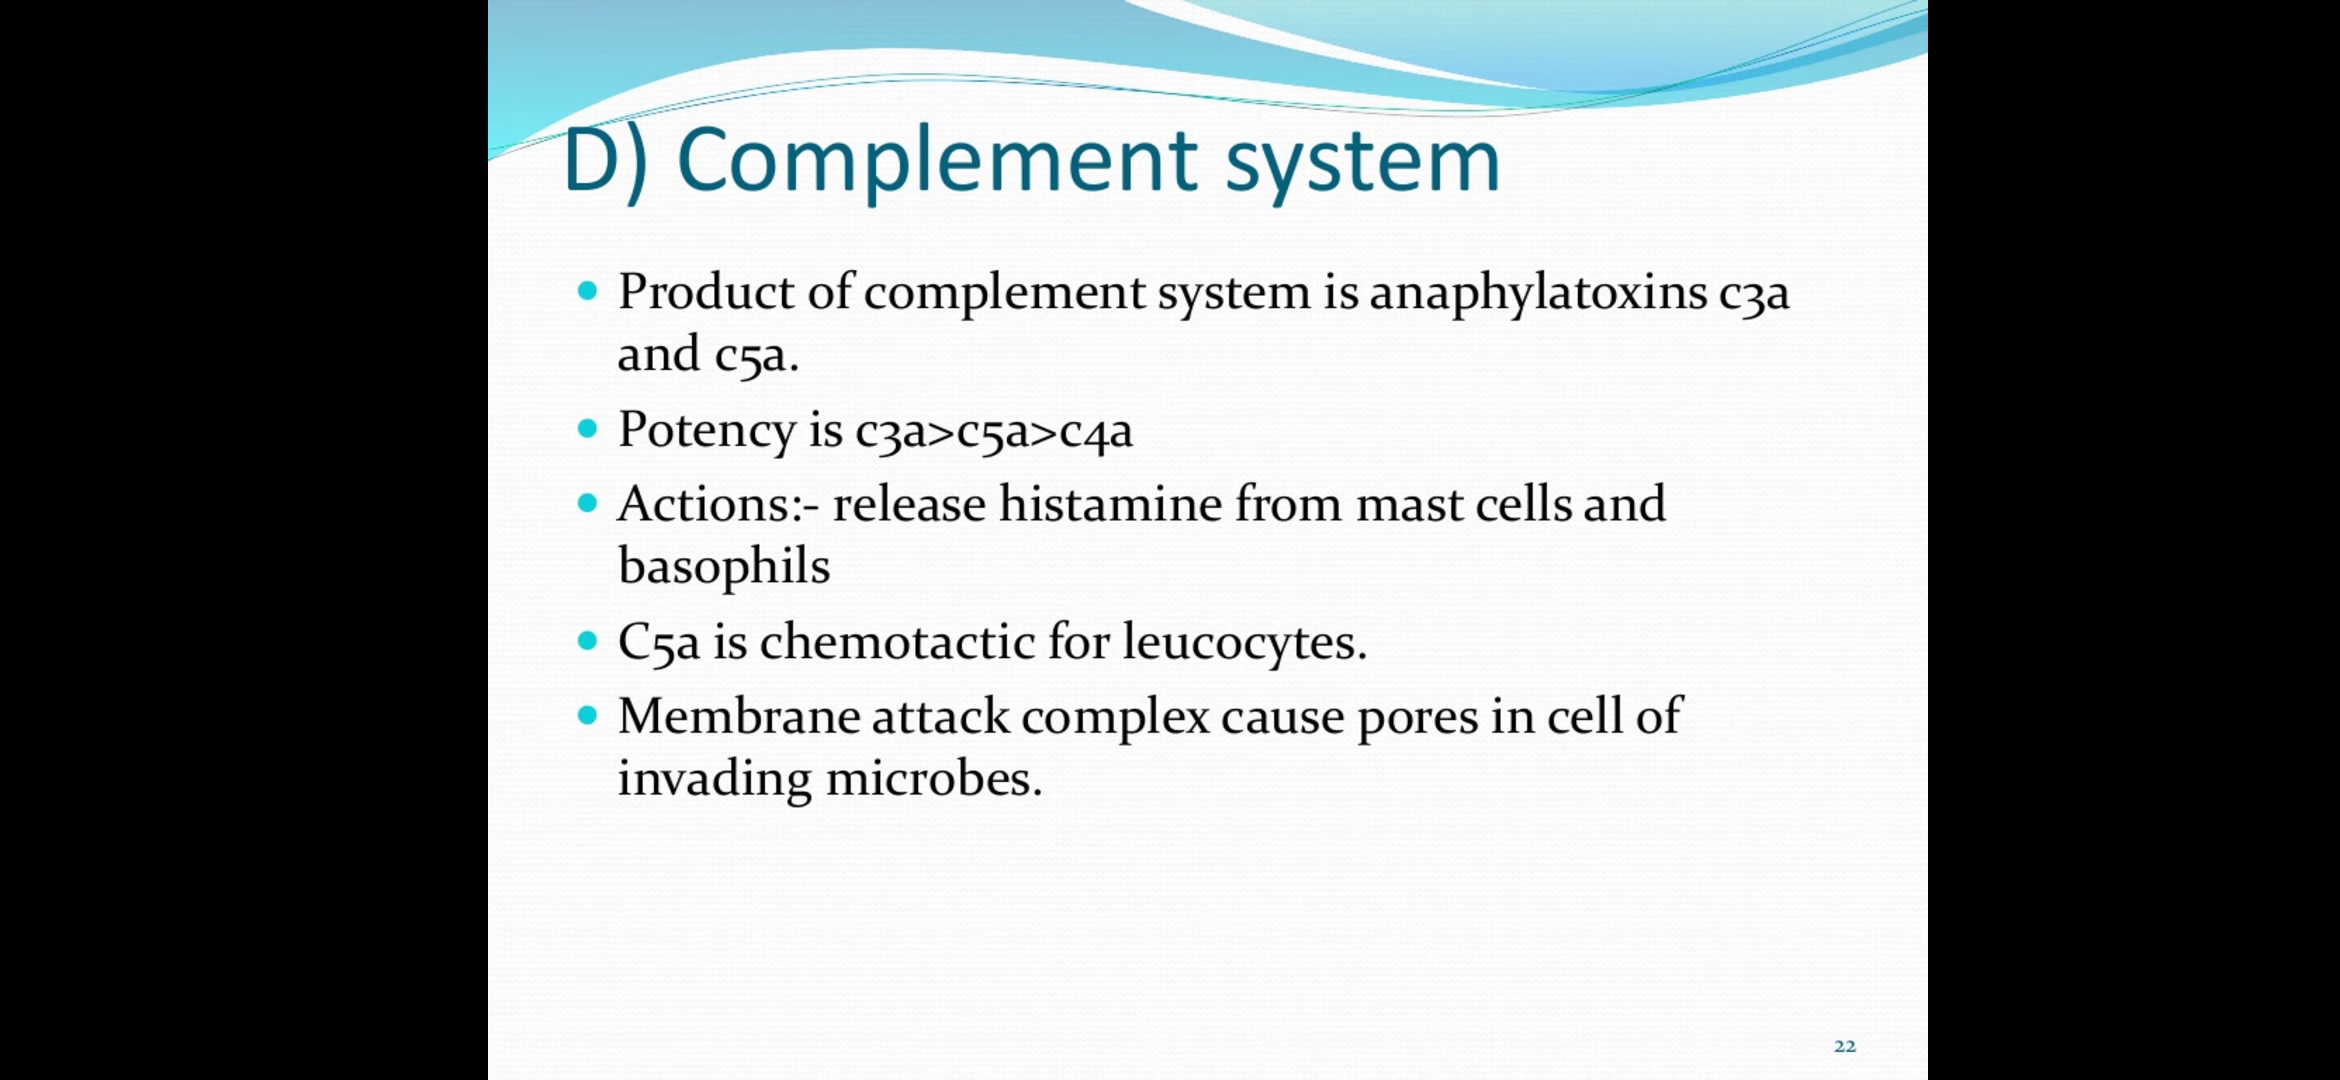 D) Complement system
Product of complement system is anaphylatoxins c3a
and c5a.
Potency is c3a>c5a>c4a
Actions:- release histamine from mast cells and
basophils
C5a is chemotactic for leucocytes.
Membrane attack complex cause pores in cell of
invading microbes.
22